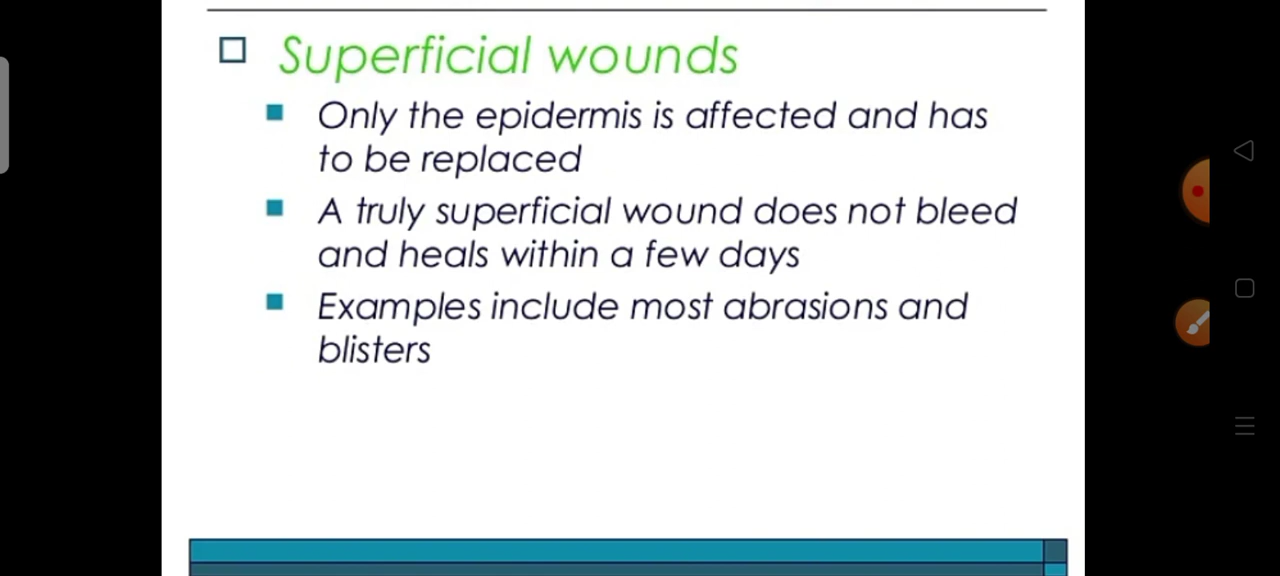 Superficial wounds
Only the epidermis is affected and has
to be replaced
A truly superficial wound does not bleed
and heals within a few days
Examples include most abrasions and
blisters